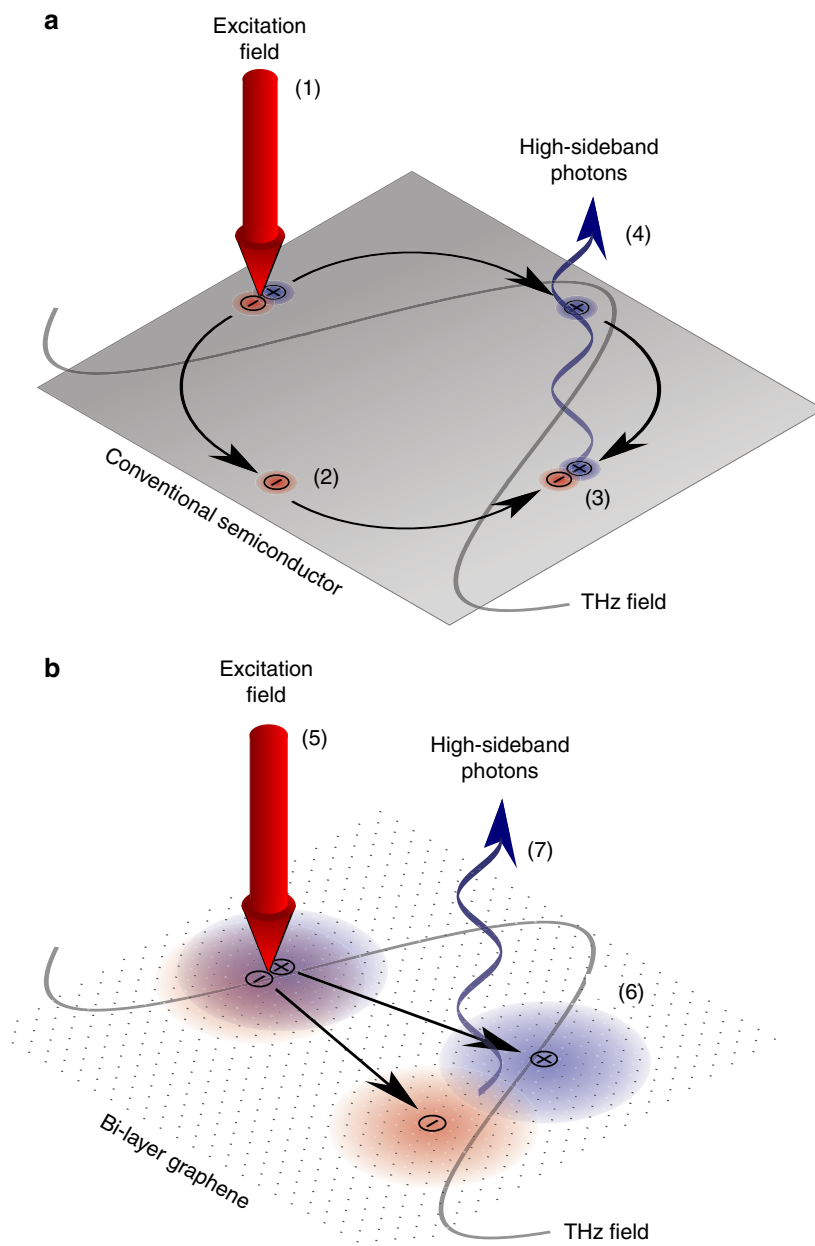 a
Excitation
field
(1)
High-sideband
photons
(4)
(2)
(3)
Conventional semiconductor
THz field
b
Excitation
field
(5)
High-sideband
photons
(7)
(6)
Bi-layer graphene
THz field